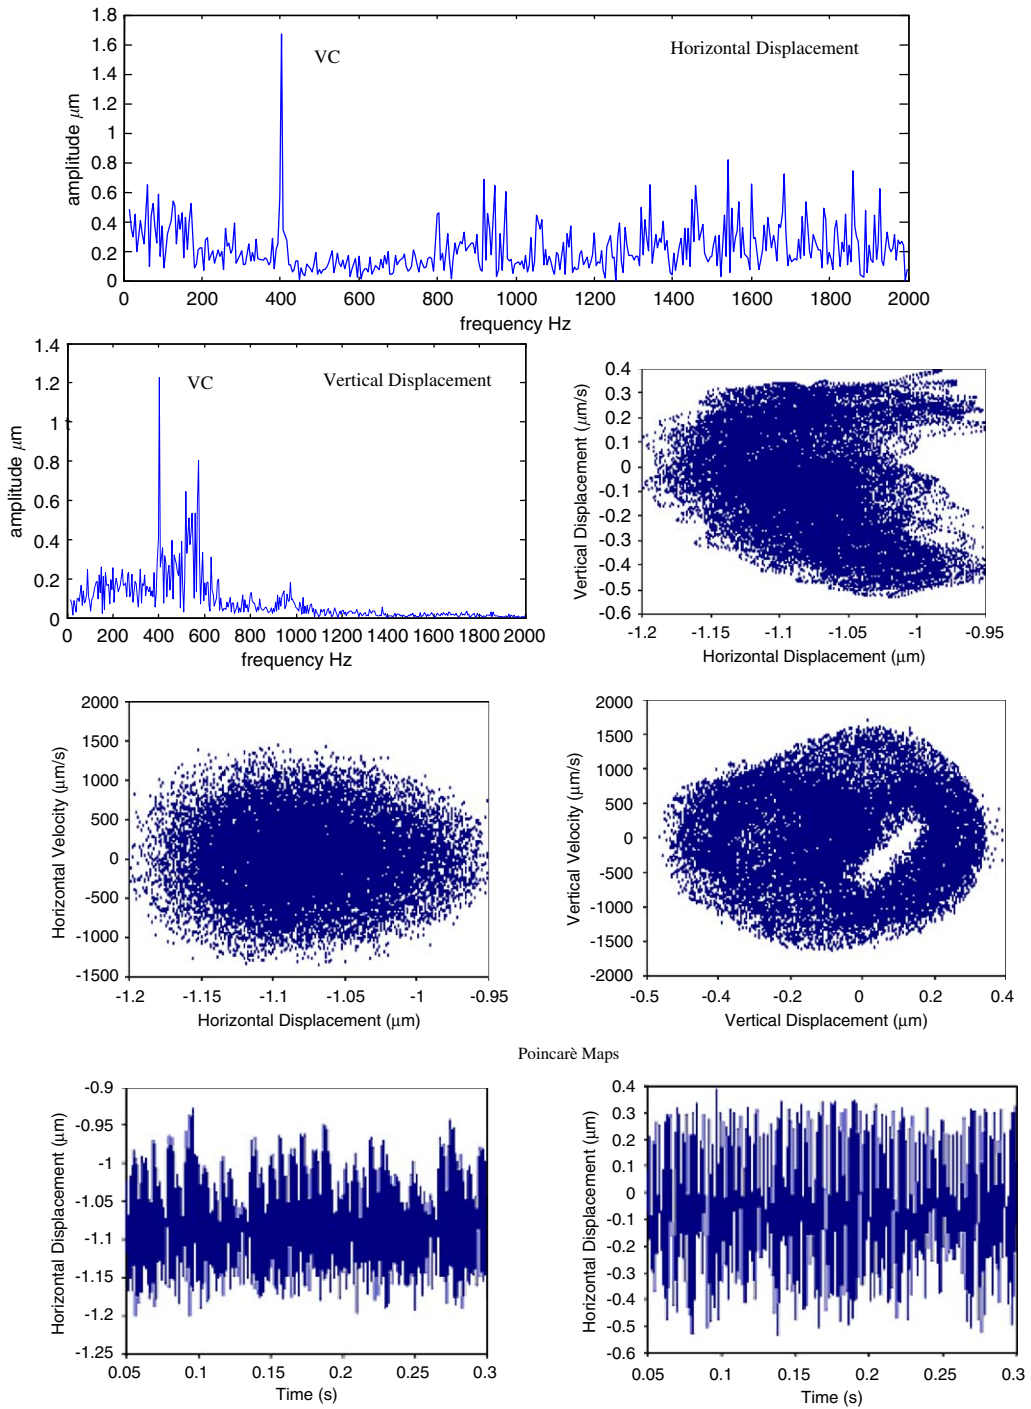 1.8
1.6
1.4
1.2
1
0.8
0.6
0.4
0.2
0
amplitude μm
VC
Horizontal Displacement
0 200 400 600 800 1000 1200 1400 1600 1800 2000
frequency Hz
1.4
1.2
1
0.8
0.6
0.4
0.2
0
amplitude μm
VC
Vertical Displacement
0 200 400 600 800 1000 1200 1400 1600 1800 2000
frequency Hz
0.4
0.3
0.2
0.1
0
-0.1
-0.2
-0.3
-0.4
-0.5
-0.6
Vertical Displacement (μm/s)
-1.2 -1.15 -1.1 -1.05 -1 -0.95
Horizontal Displacement (μm)
2000
1500
1000
500
0
-500
-1000
-1500
Horizontal Velocity (μm/s)
-1.2 -1.15 -1.1 -1.05 -1 -0.95
Horizontal Displacement (μm)
2000
1500
1000
500
0
-500
-1000
-1500
-2000
Vertical Velocity (μm/s)
-0.5 -0.4 -0.2 0 0.2 0.4
Vertical Displacement (μm)
Poincarè Maps
-0.9
-0.95
-1
-1.05
-1.1
-1.15
-1.2
-1.25
Horizontal Displacement (μm)
0.05 0.1 0.15 0.2 0.25 0.3
Time (s)
0.4
0.3
0.2
0.1
0
-0.1
-0.2
-0.3
-0.4
-0.5
-0.6
Horizontal Displacement (μm)
0.05 0.1 0.15 0.2 0.25 0.3
Time (s)